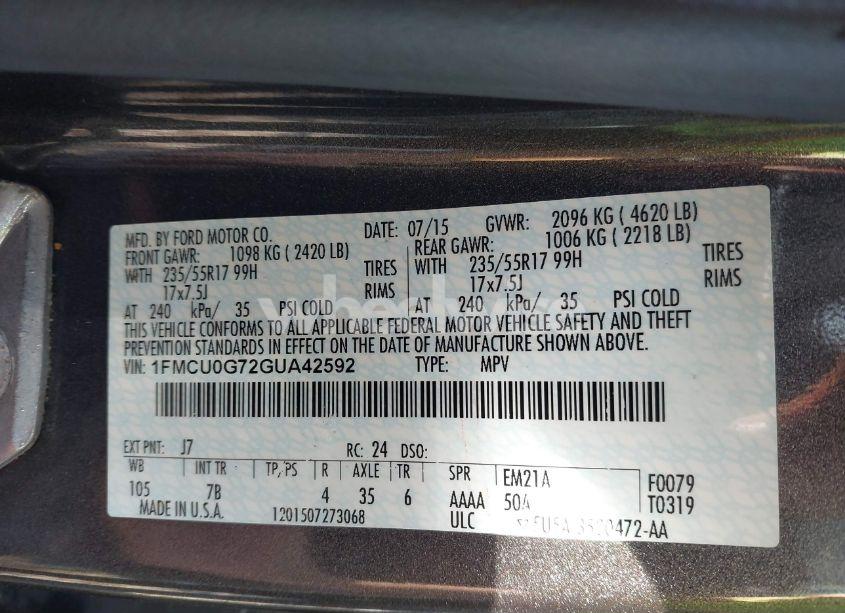 MFD. BY FORD MOTOR CO.
DATE: 07/15 GVWR: 2096 KG ( 4620 LB)
FRONT GAWR: 1098 KG ( 2420 LB)
WITH 235/55R17 99H TIRES
17x7.5J RIMS
AT 240 kPa/ 35 PSI COLD
REAR GAWR: 1006 KG ( 2218 LB)
WITH 235/55R17 99H TIRES
17x7.5J RIMS
AT 240 kPa/ 35 PSI COLD
THIS VEHICLE CONFORMS TO ALL APPLICABLE FEDERAL MOTOR VEHICLE SAFETY AND THEFT
PREVENTION STANDARDS IN EFFECT ON THE DATE OF MANUFACTURE SHOWN ABOVE.
VIN: 1FMCU0G72GUA42592 TYPE: MPV
EXT PNT: J7 RC: 24 DSO:
WB INT TR TP/PS R AXLE TR SPR EM21A F0079
105 7B 4 35 6 AAAA 50A T0319
MADE IN U.S.A. 1201507273068 ULC